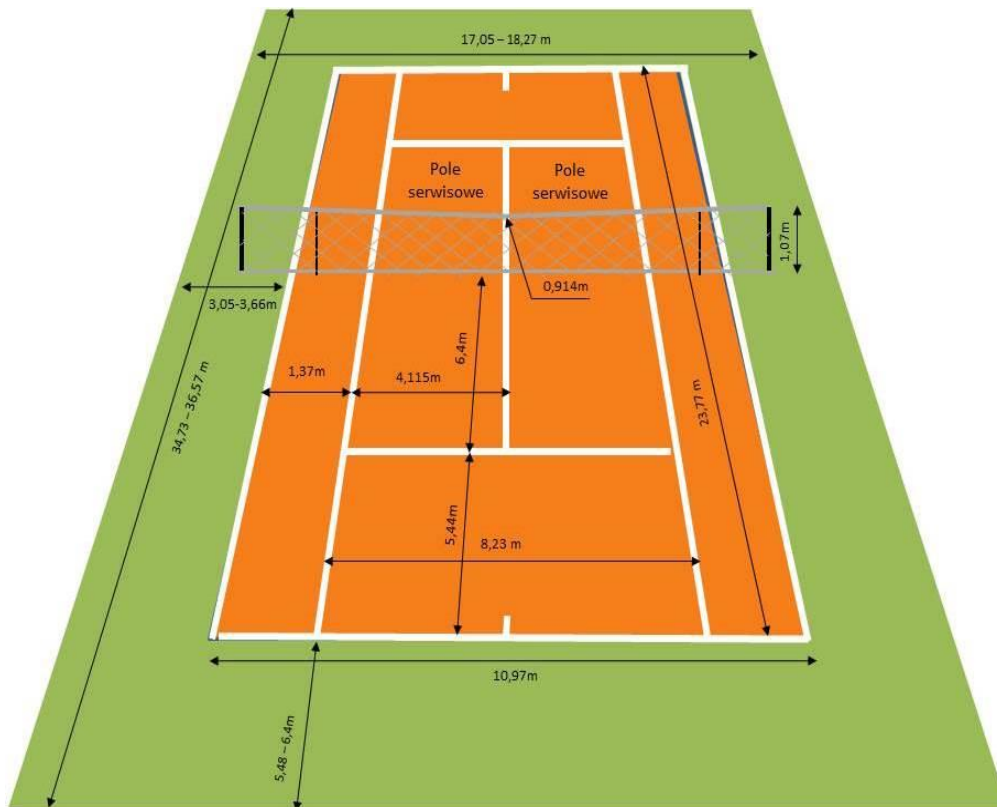 17,05 – 18,27 m
Pole
serwisowe
Pole
serwisowe
1,07m
0,914m
3,05-3,66m
6,4m
1,37m
4,115m
23,77 m
34,73 – 36,57 m
5,44m
8,23 m
10,97m
5,48 – 6,4m